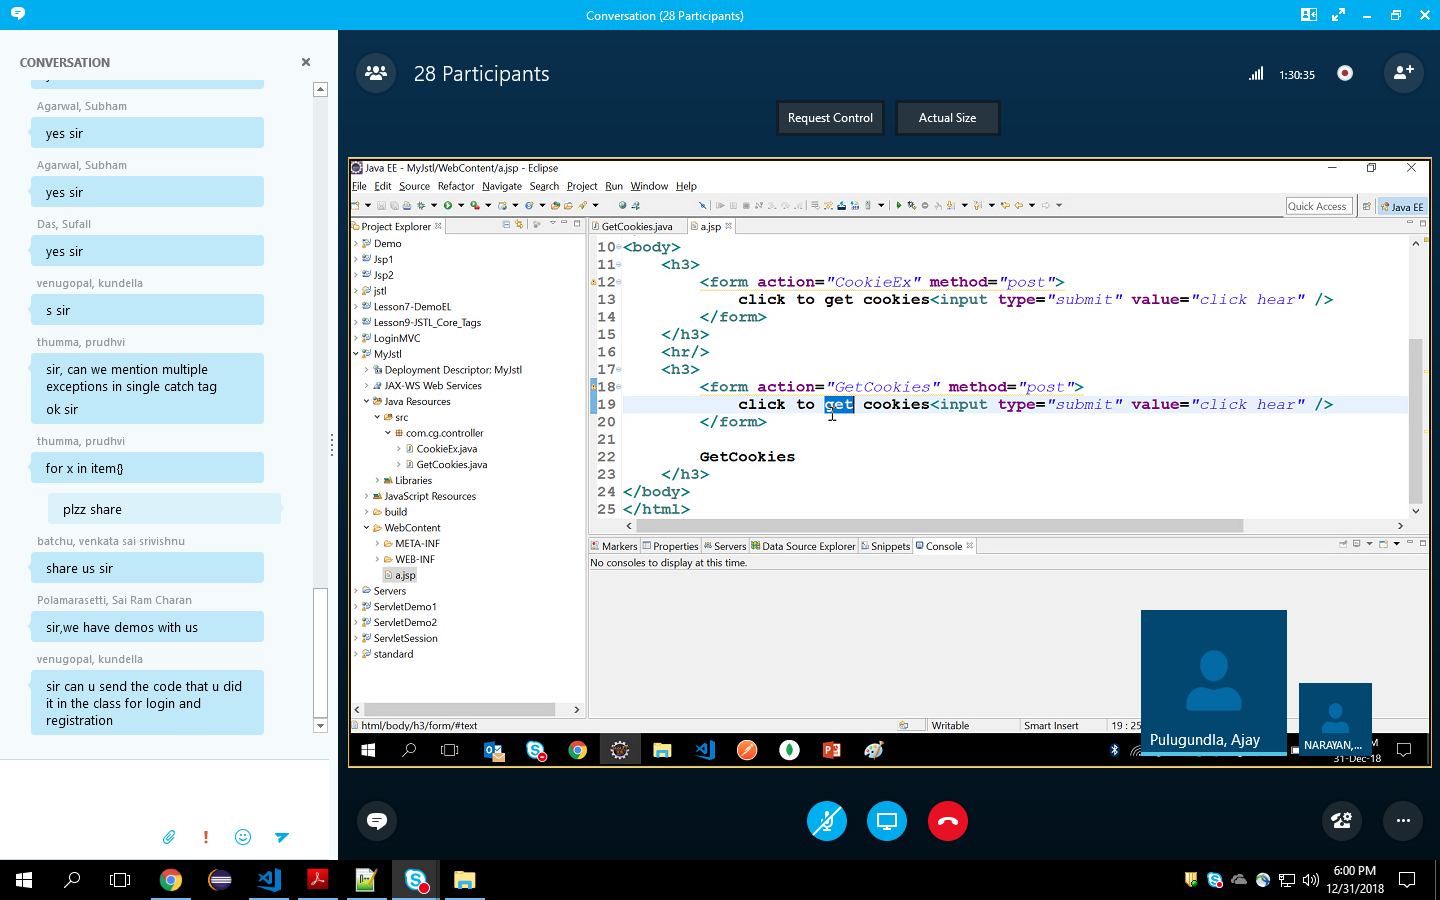 Conversation (28 Participants)
CONVERSATION
Agarwal, Subham
yes sir
Agarwal, Subham
yes sir
Das, Sufall
yes sir
venugopal, kundella
s sir
thumma, prudhvi
sir, can we mention multiple
exceptions in single catch tag
ok sir
thumma, prudhvi
for x in item{}
plzz share
batchu, venkata sai srivishnu
share us sir
Polamarasetti, Sai Ram Charan
sir,we have demos with us
venugopal, kundella
sir can u send the code that u did
it in the class for login and
registration
28 Participants
1:30:35
Request Control
Actual Size
Java EE - MyJstl/WebContent/a.jsp - Eclipse
File Edit Source Refactor Navigate Search Project Run Window Help
Quick Access
Java EE
Project Explorer
Demo
Jsp1
Jsp2
jstl
Lesson7-DemoEL
Lesson9-JSTL_Core_Tags
LoginMVC
MyJstl
Deployment Descriptor: MyJstl
JAX-WS Web Services
Java Resources
src
com.cg.controller
CookieEx.java
GetCookies.java
Libraries
JavaScript Resources
build
WebContent
META-INF
WEB-INF
a.jsp
Servers
ServletDemo1
ServletDemo2
ServletSession
standard
GetCookies.java
a.jsp
10 <body>
11 <h3>
12 <form action="CookieEx" method="post">
13 click to get cookies<input type="submit" value="click hear" />
14 </form>
15 </h3>
16 <hr/>
17 <h3>
18 <form action="GetCookies" method="post">
19 click to get cookies<input type="submit" value="click hear" />
20 </form>
21
22 GetCookies
23 </h3>
24 </body>
25 </html>
Markers Properties Servers Data Source Explorer Snippets Console
No consoles to display at this time.
html/body/h3/form/#text
Writable
Smart Insert
19 : 25
Pulugundla, Ajay
NARAYAN,...
31-Dec-18
6:00 PM
12/31/2018